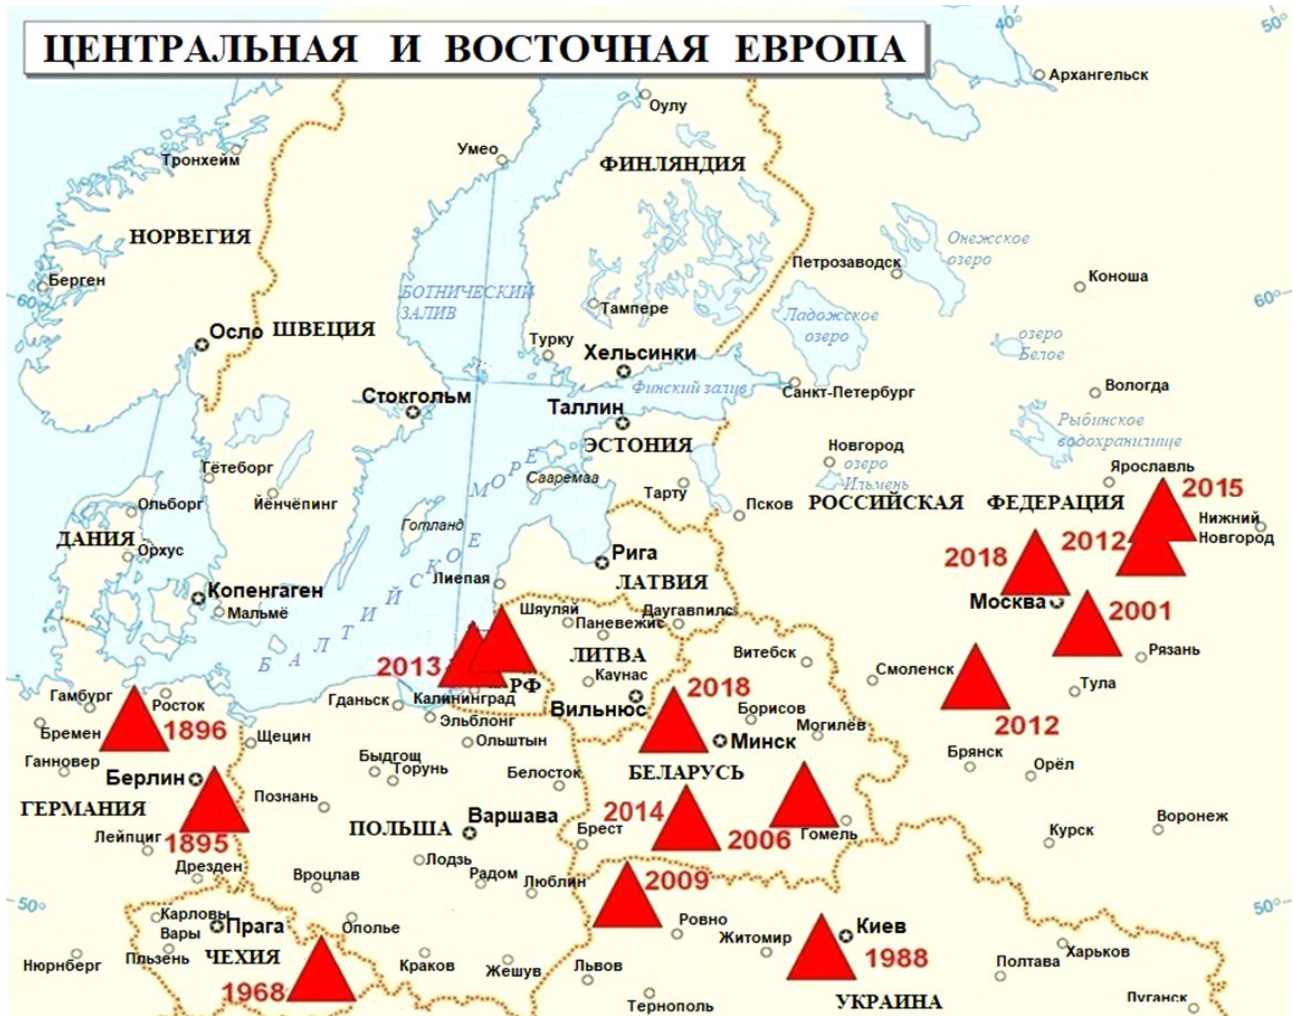 ЦЕНТРАЛЬНАЯ И ВОСТОЧНАЯ ЕВРОПА
40°
50°
Архангельск
Оулу
Тронхейм
Умео
ФИНЛЯНДИЯ
НОРВЕГИЯ
Онежское
озеро
Петрозаводск
Коноша
Берген
60°
60°
БОТНИЧЕСКИЙ
ЗАЛИВ
Тампере
Ладожское
озеро
Осло
ШВЕЦИЯ
Турку
Хельсинки
озеро
Белое
Финский залив
Санкт-Петербург
Вологда
Стокгольм
Таллин
ЭСТОНИЯ
Рыбинское
водохранилище
Новгород
озеро
Ильмень
Ярославль
Гётеборг
Йёнчёпинг
Сааремаа
Тарту
Псков
РОССИЙСКАЯ ФЕДЕРАЦИЯ
2015
Нижний
Новгород
Ольборг
ДАНИЯ
Орхус
Готланд
БАЛТИЙСКОЕ МОРЕ
Рига
ЛАТВИЯ
2018
2012
Москва
Лиепая
Копенгаген
Мальмё
Шяуляй
Паневежис
Даугавпилс
2001
Рязань
ЛИТВА
Каунас
Витебск
Смоленск
Тула
2013
РФ
Калининград
Гданьск
Эльблонг
Ольштын
Вильнюс
2018
Борисов
Могилёв
2012
Гамбург
Росток
1896
Бремен
Щецин
Минск
Брянск
Орёл
Ганновер
Берлин
Быдгощ
Торунь
Белосток
БЕЛАРУСЬ
ГЕРМАНИЯ
Познань
ПОЛЬША
Варшава
2014
2006
Гомель
Брест
Воронеж
Курск
Лейпциг
1895
Дрезден
Лодзь
Вроцлав
Радом
Люблин
2009
50°
50°
Карловы
Вары
Прага
Ополье
Ровно
Житомир
Киев
Харьков
Нюрнберг
Пльзень
ЧЕХИЯ
Краков
Жешув
Львов
1988
Полтава
1968
Тернополь
УКРАИНА
Луганск